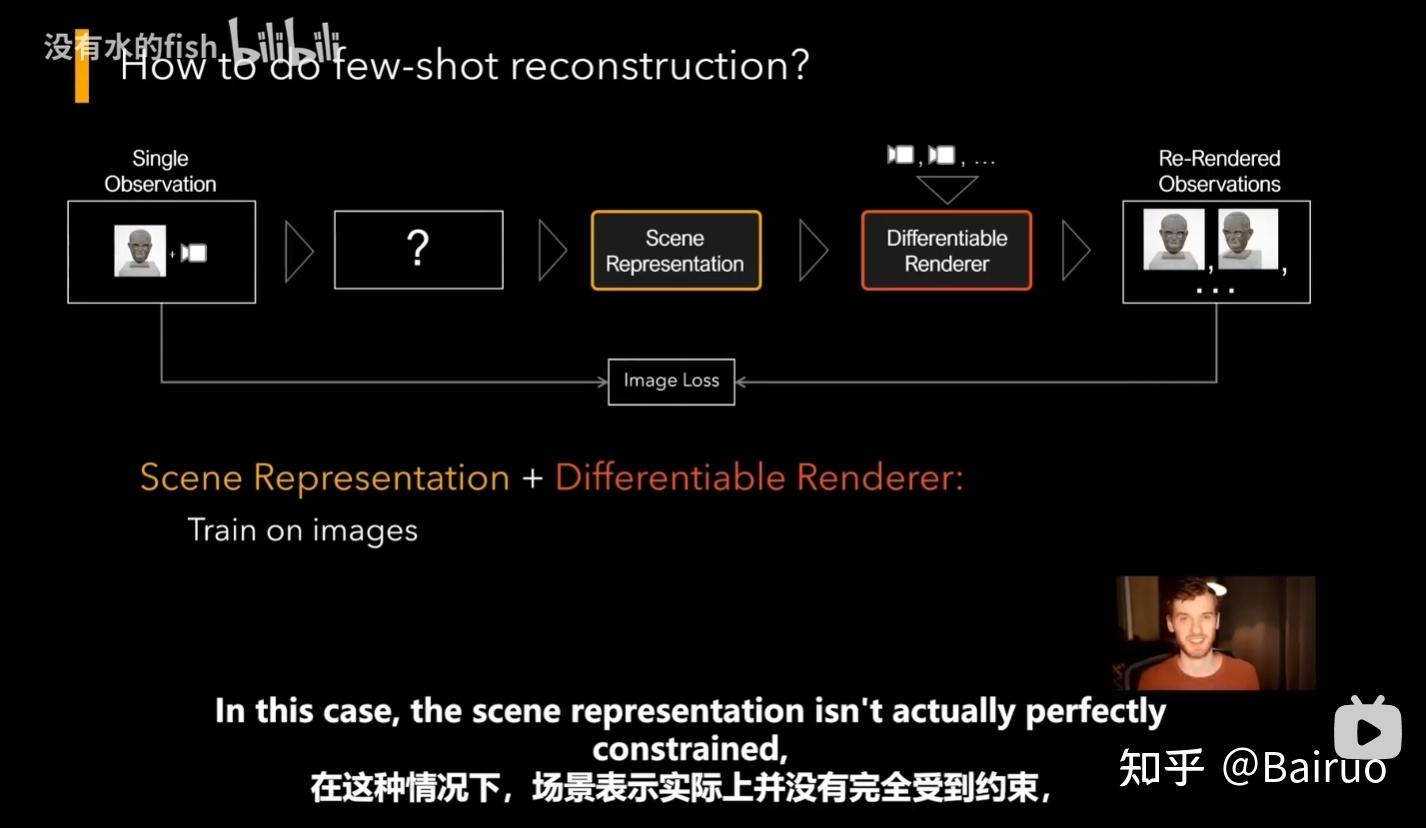 没有水的fish bilibili
How to do few-shot reconstruction?
Single
Observation
+
?
Scene
Representation
, , ...
Differentiable
Renderer
Re-Rendered
Observations
, ,
...
Image Loss
Scene Representation + Differentiable Renderer:
Train on images
In this case, the scene representation isn't actually perfectly
constrained,
在这种情况下，场景表示实际上并没有完全受到约束，
知乎 @Bairuo